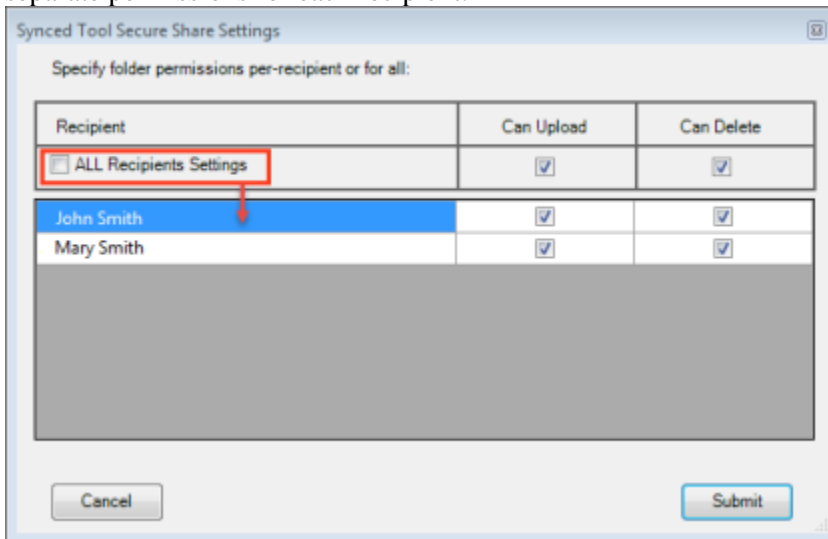 Synced Tool Secure Share Settings
Specify folder permissions per-recipient or for all:
Recipient Can Upload Can Delete
ALL Recipients Settings
John Smith
Mary Smith
Cancel Submit